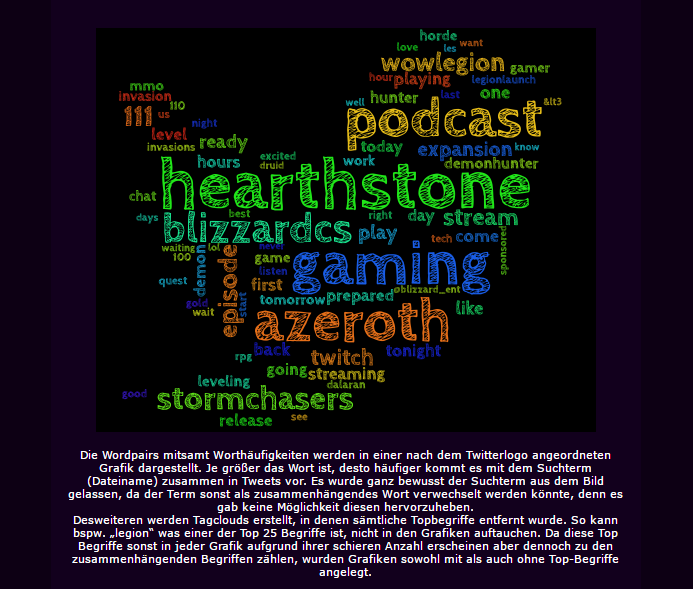 horde
love les want
wowlegion gamer
hour playing legionlaunch
mmo
invasion 110
well hunter last one &lt3
111 us
podcast
night
level
invasions ready
today expansion know
hours excited
druid
work demonhunter
hearthstone
chat
days best
right day stream
blizzardcs play
tech come
sponsored
waiting lol never
100 game
demon
episode
gaming
listen
quest first
@blizzard_ent
gold start tomorrow prepared
wait
azeroth like
back tonight
rpg twitch
going streaming
leveling dalaran
good stormchasers
release see
Die Wordpairs mitsamt Worthäufigkeiten werden in einer nach dem Twitterlogo angeordneten
Grafik dargestellt. Je größer das Wort ist, desto häufiger kommt es mit dem Suchterm
(Dateiname) zusammen in Tweets vor. Es wurde ganz bewusst der Suchterm aus dem Bild
gelassen, da der Term sonst als zusammenhängendes Wort verwechselt werden könnte, denn es
gab keine Möglichkeit diesen hervorzuheben.
Desweiteren werden Tagclouds erstellt, in denen sämtliche Topbegriffe entfernt wurde. So kann
bspw. „legion“ was einer der Top 25 Begriffe ist, nicht in den Grafiken auftauchen. Da diese Top
Begriffe sonst in jeder Grafik aufgrund ihrer schieren Anzahl erscheinen aber dennoch zu den
zusammenhängenden Begriffen zählen, wurden Grafiken sowohl mit als auch ohne Top-Begriffe
angelegt.